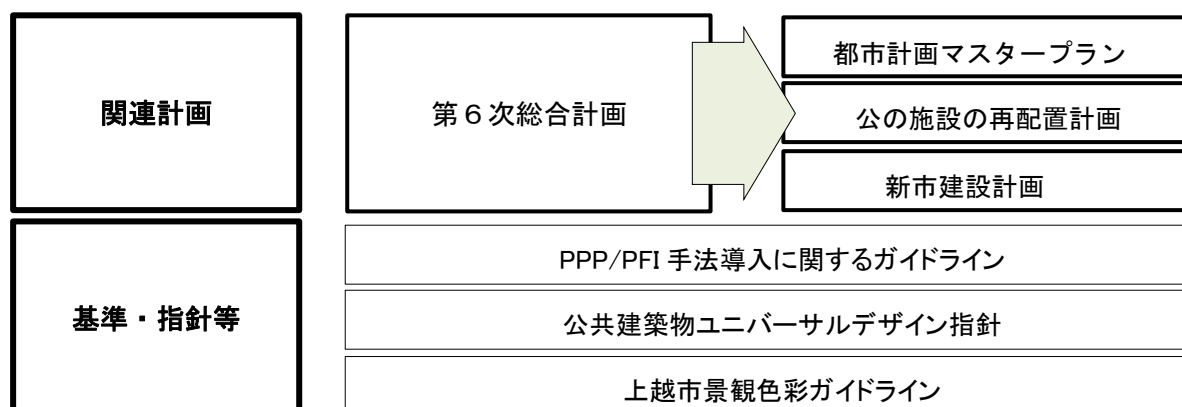 関連計画
第６次総合計画
都市計画マスタープラン
公の施設の再配置計画
新市建設計画
基準・指針等
PPP/PFI 手法導入に関するガイドライン
公共建築物ユニバーサルデザイン指針
上越市景観色彩ガイドライン